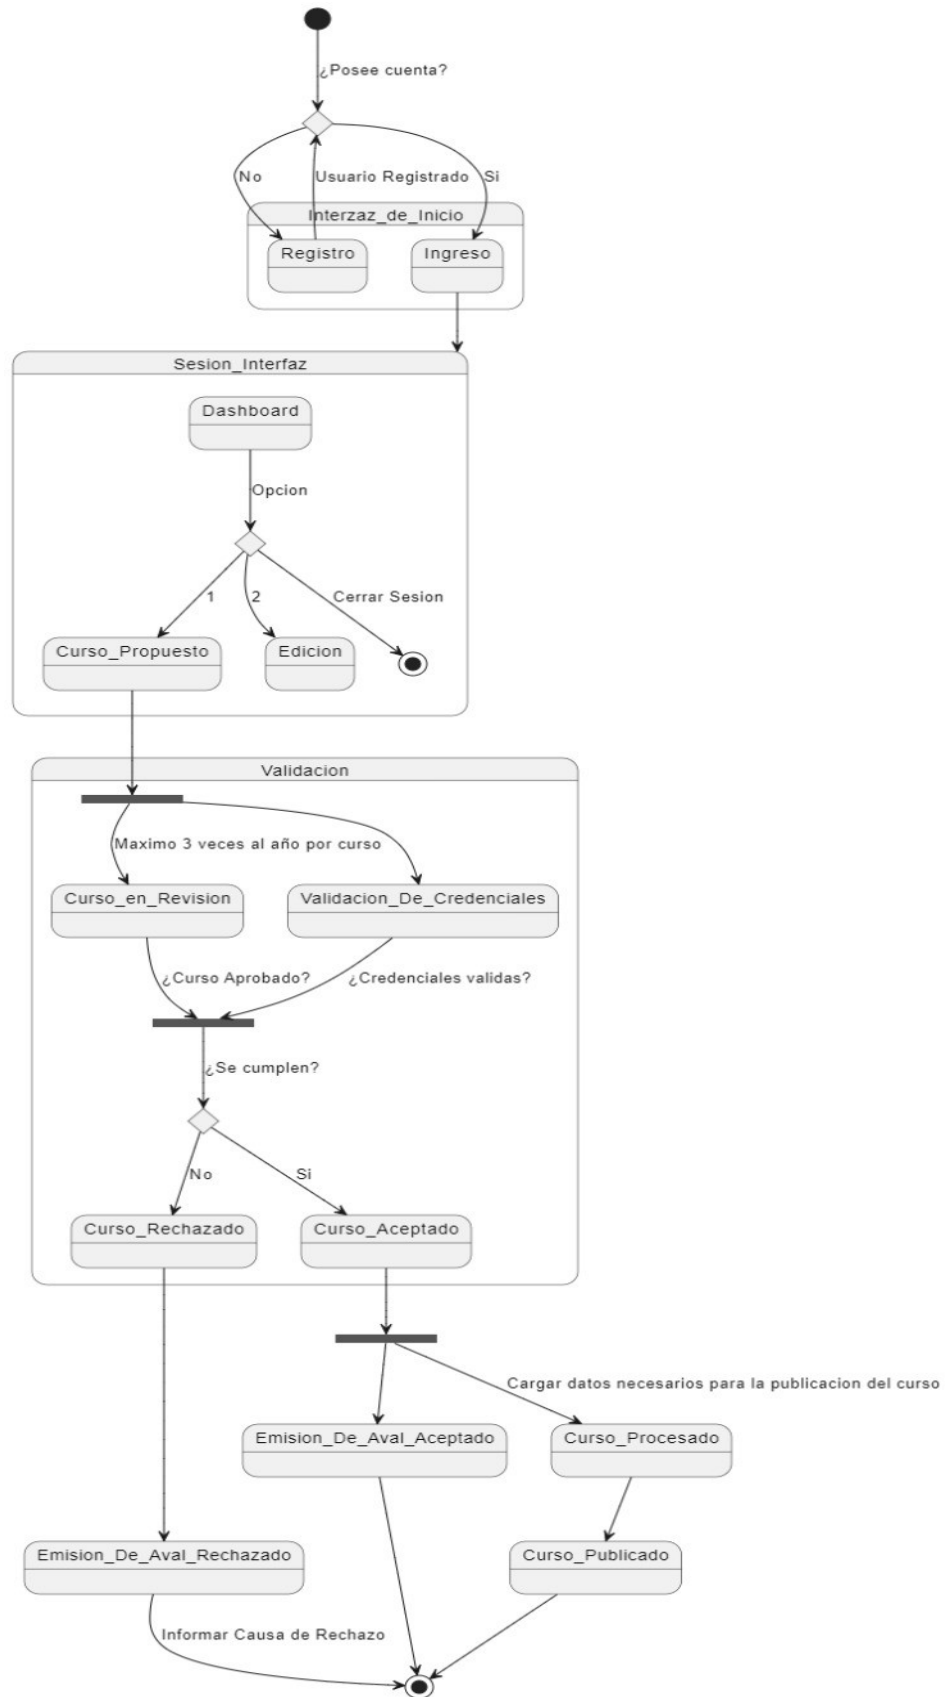 ¿Posee cuenta?
No
Usuario Registrado
Si
Interzaz_de_Inicio
Registro
Ingreso
Sesion_Interfaz
Dashboard
Opcion
1
2
Cerrar Sesion
Curso_Propuesto
Edicion
Validacion
Maximo 3 veces al año por curso
Curso_en_Revision
Validacion_De_Credenciales
¿Curso Aprobado?
¿Credenciales validas?
¿Se cumplen?
No
Si
Curso_Rechazado
Curso_Aceptado
Cargar datos necesarios para la publicacion del curso
Emision_De_Aval_Aceptado
Curso_Procesado
Emision_De_Aval_Rechazado
Curso_Publicado
Informar Causa de Rechazo